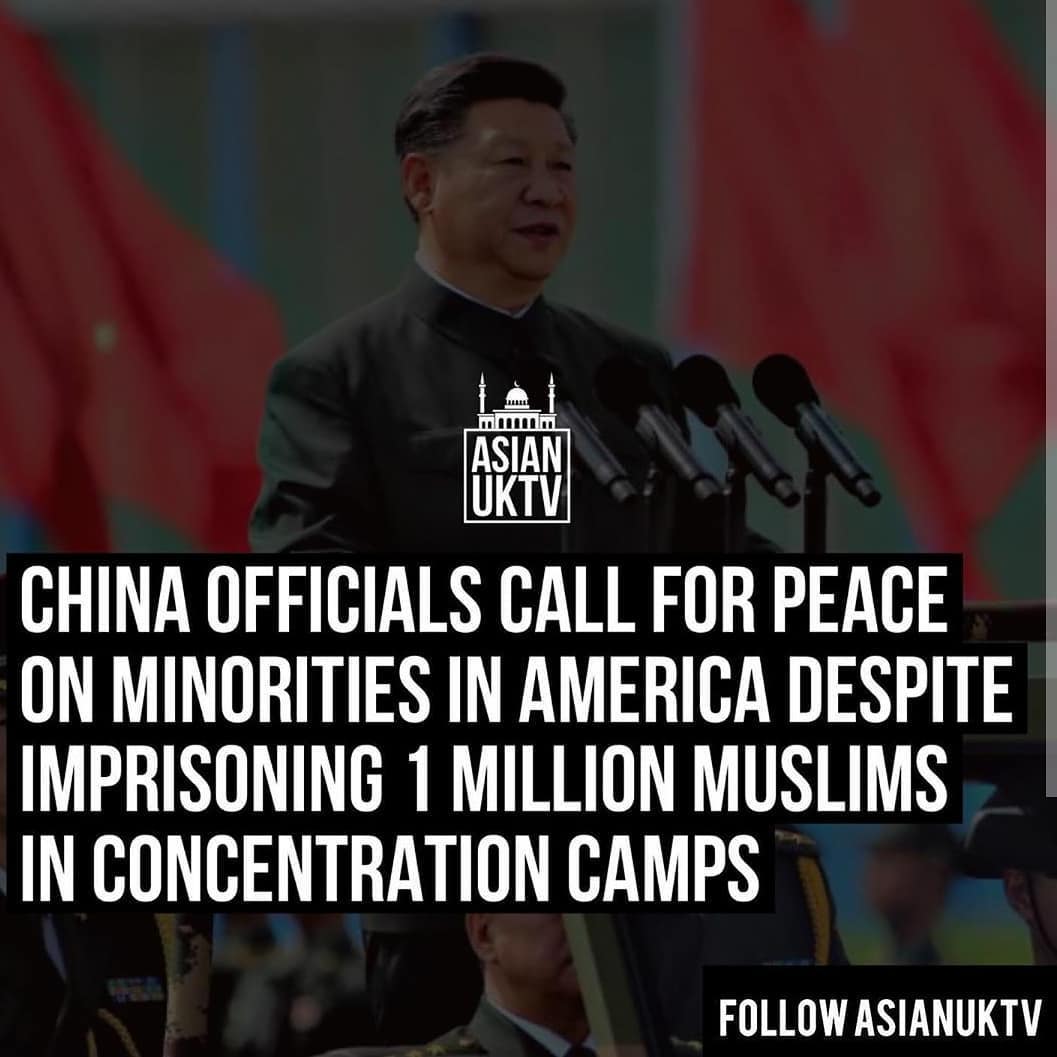 ASIAN
UKTV
CHINA OFFICIALS CALL FOR PEACE
ON MINORITIES IN AMERICA DESPITE
IMPRISONING 1 MILLION MUSLIMS
IN CONCENTRATION CAMPS
FOLLOW ASIANUKTV